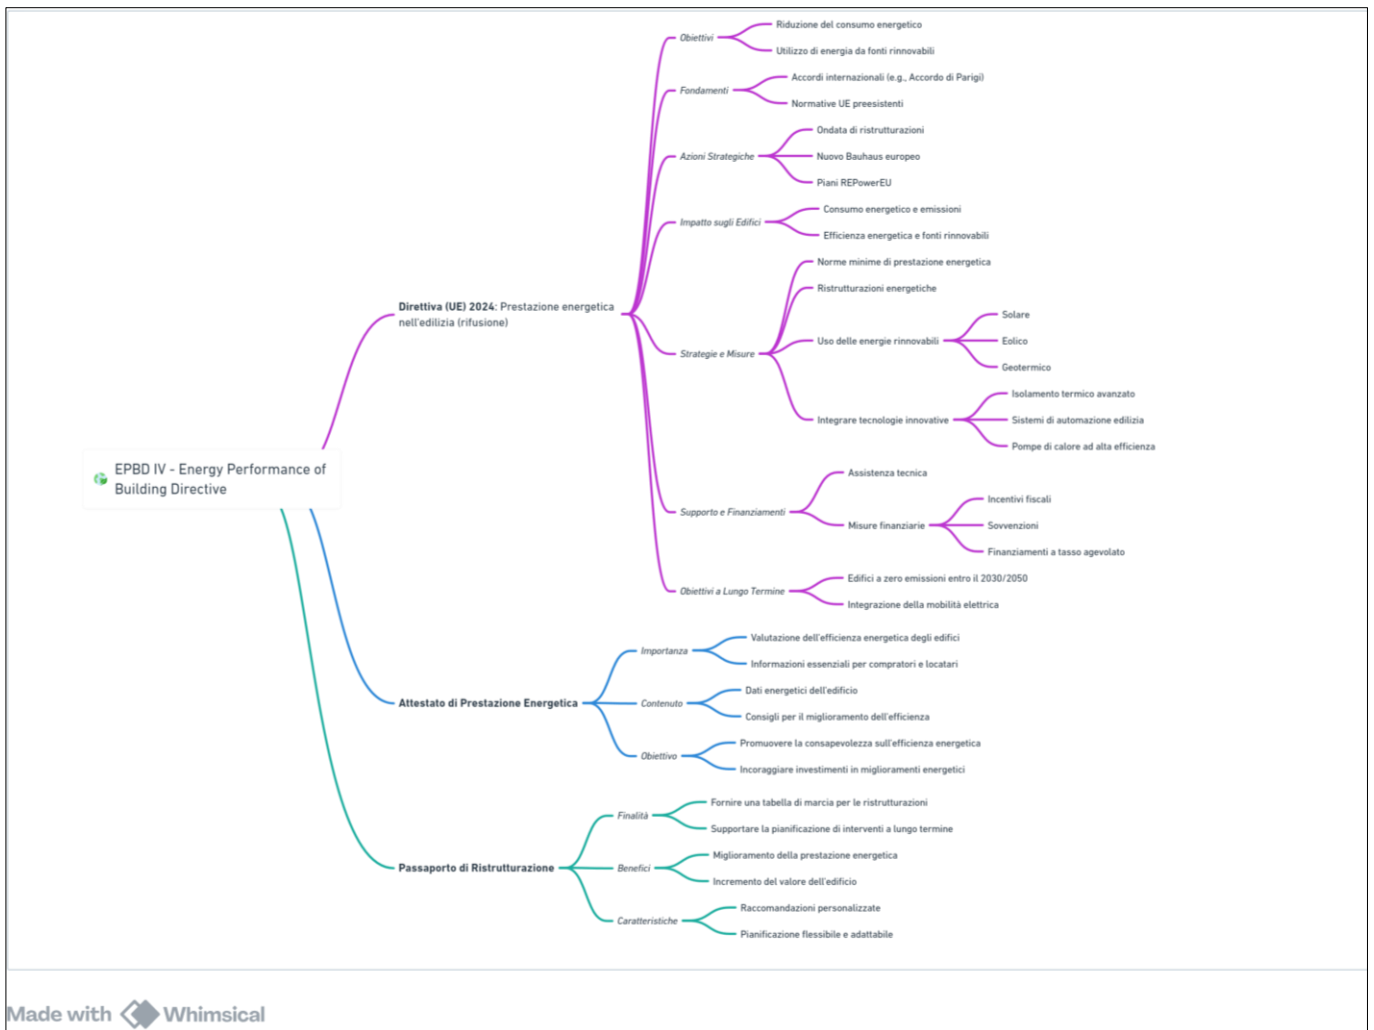 EPBD IV - Energy Performance of
Building Directive
Direttiva (UE) 2024: Prestazione energetica
nell'edilizia (rifusione)
Obiettivi
Riduzione del consumo energetico
Utilizzo di energia da fonti rinnovabili
Fondamenti
Accordi internazionali (e.g., Accordo di Parigi)
Normative UE preesistenti
Azioni Strategiche
Ondata di ristrutturazioni
Nuovo Bauhaus europeo
Piani REPowerEU
Impatto sugli Edifici
Consumo energetico e emissioni
Efficienza energetica e fonti rinnovabili
Strategie e Misure
Norme minime di prestazione energetica
Ristrutturazioni energetiche
Uso delle energie rinnovabili
Solare
Eolico
Geotermico
Integrare tecnologie innovative
Isolamento termico avanzato
Sistemi di automazione edilizia
Pompe di calore ad alta efficienza
Supporto e Finanziamenti
Assistenza tecnica
Misure finanziarie
Incentivi fiscali
Sovvenzioni
Finanziamenti a tasso agevolato
Obiettivi a Lungo Termine
Edifici a zero emissioni entro il 2030/2050
Integrazione della mobilità elettrica
Attestato di Prestazione Energetica
Importanza
Valutazione dell'efficienza energetica degli edifici
Informazioni essenziali per compratori e locatari
Contenuto
Dati energetici dell'edificio
Consigli per il miglioramento dell'efficienza
Obiettivo
Promuovere la consapevolezza sull'efficienza energetica
Incoraggiare investimenti in miglioramenti energetici
Passaporto di Ristrutturazione
Finalità
Fornire una tabella di marcia per le ristrutturazioni
Supportare la pianificazione di interventi a lungo termine
Benefici
Miglioramento della prestazione energetica
Incremento del valore dell'edificio
Caratteristiche
Raccomandazioni personalizzate
Pianificazione flessibile e adattabile
Made with Whimsical